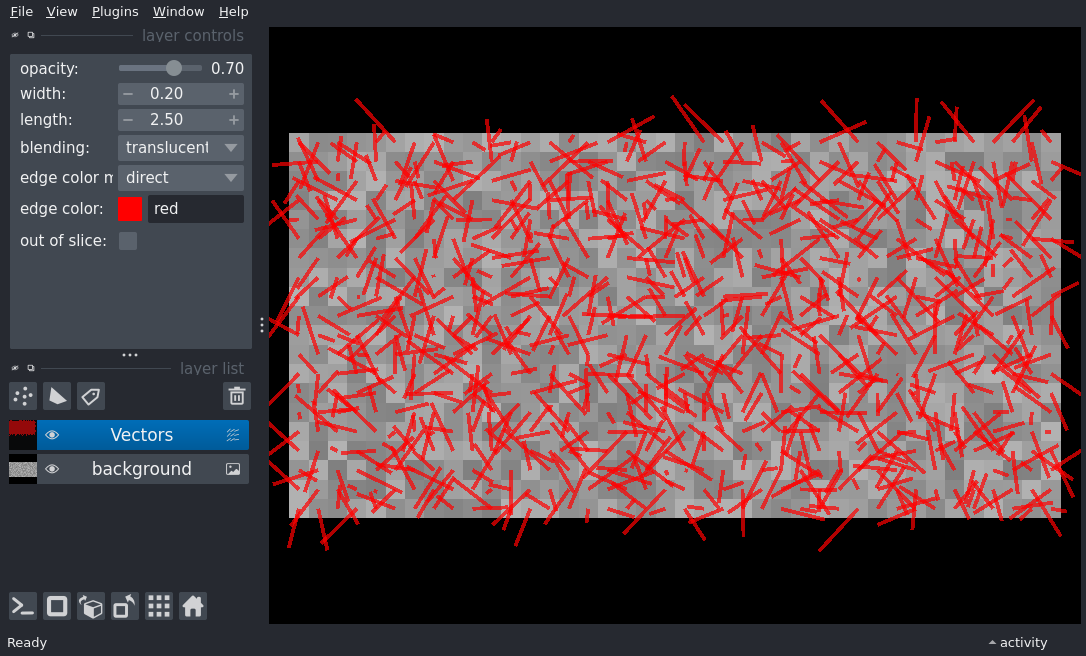 File View Plugins Window Help
layer controls
opacity: 0.70
width: 0.20
length: 2.50
blending: translucent
edge color m direct
edge color: red
out of slice:
layer list
Vectors
background
Ready
activity